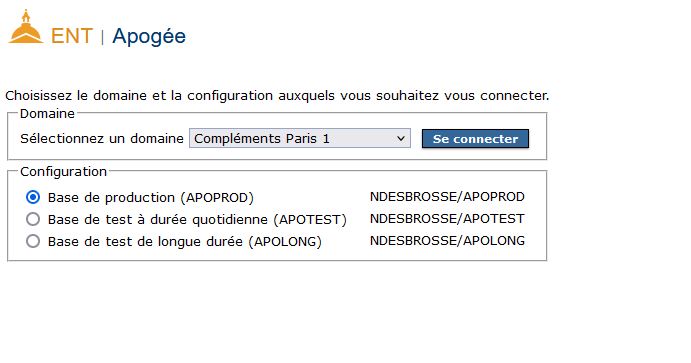 ENT | Apogée
Choisissez le domaine et la configuration auxquels vous souhaitez vous connecter.
Domaine
Sélectionnez un domaine Compléments Paris 1 Se connecter
Configuration
Base de production (APOPROD) NDESBROSSE/APOPROD
Base de test à durée quotidienne (APOTEST) NDESBROSSE/APOTEST
Base de test de longue durée (APOLONG) NDESBROSSE/APOLONG